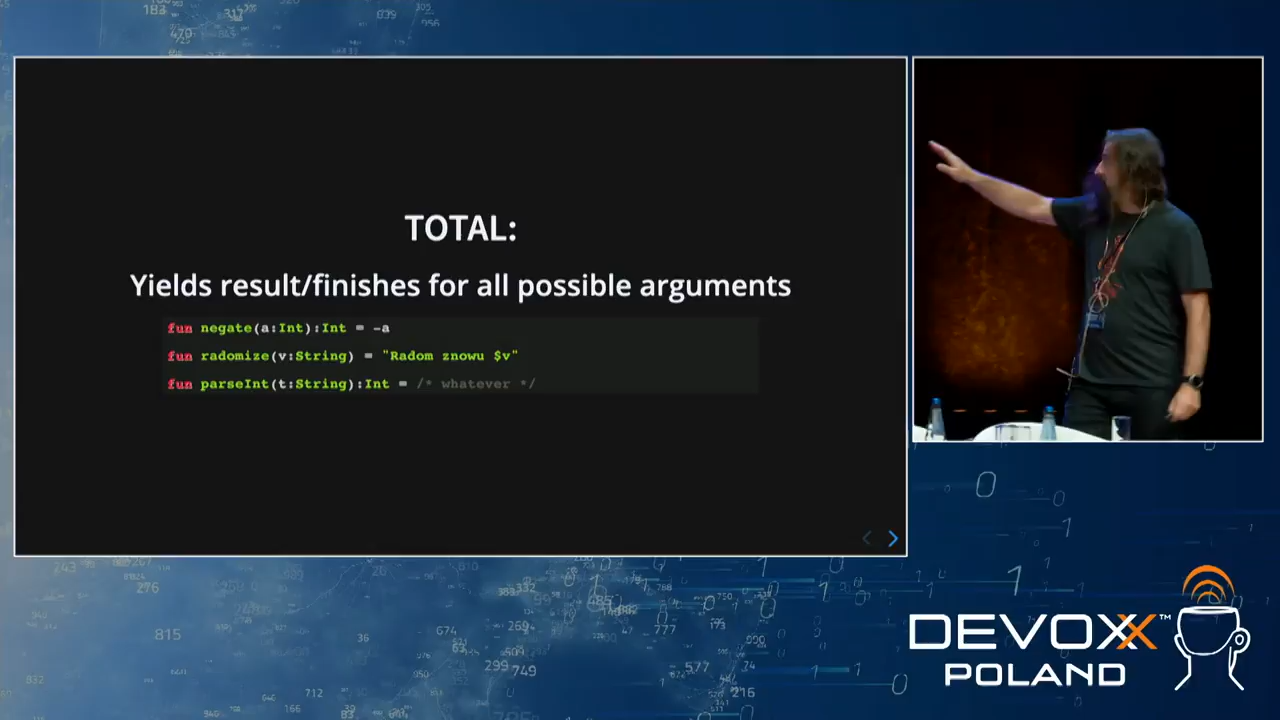 TOTAL:
Yields result/finishes for all possible arguments
fun negate(a:Int):Int = -a
fun radomize(v:String) = "Radom znowu $v"
fun parseInt(t:String):Int = /* whatever */
DEVOXX™
POLAND